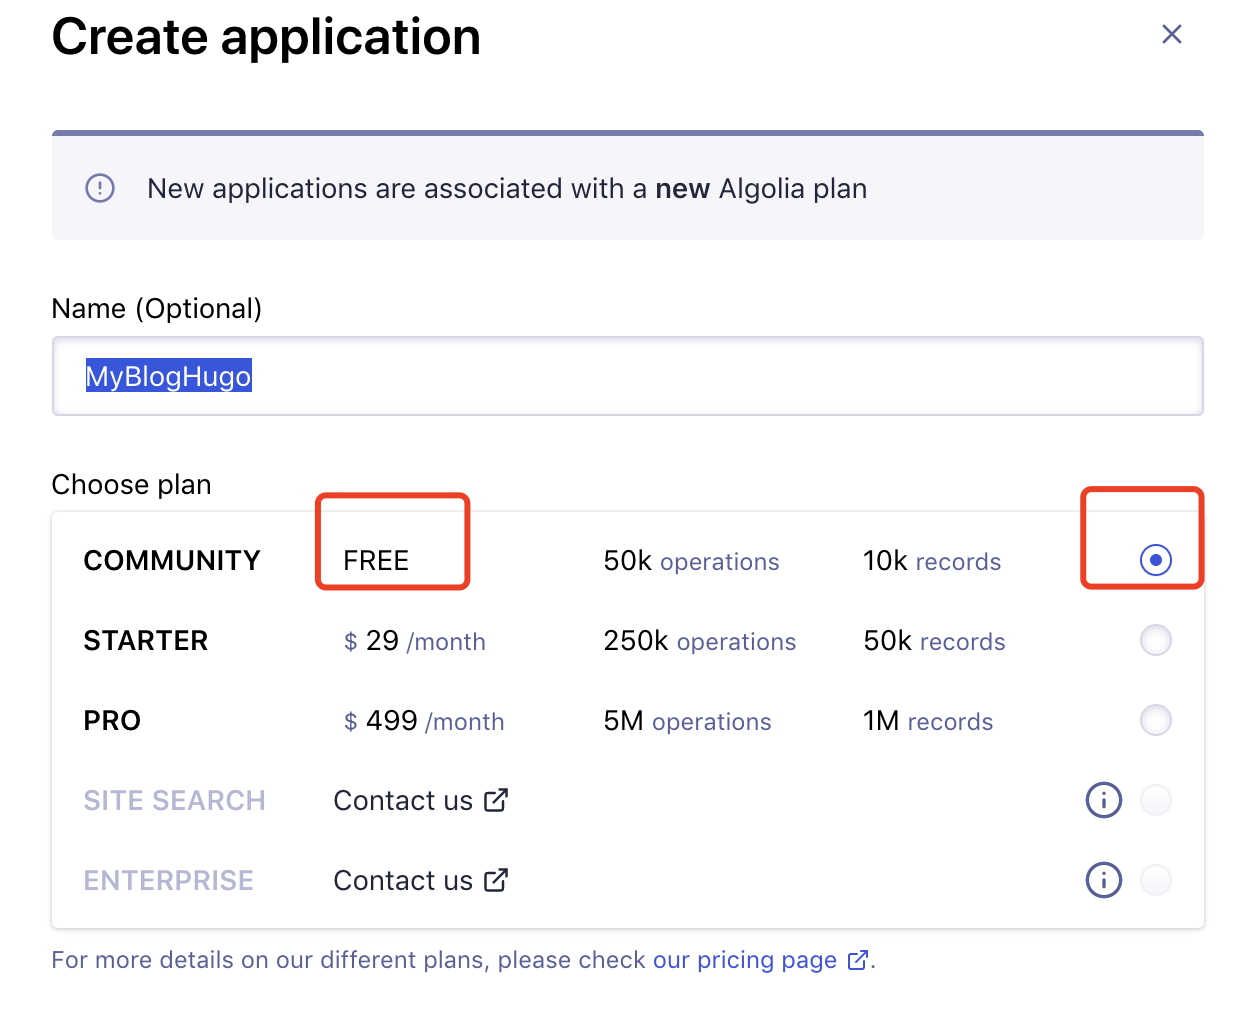 Create application
New applications are associated with a new Algolia plan
Name (Optional)
MyBlogHugo
Choose plan
COMMUNITY FREE 50k operations 10k records
STARTER $ 29 /month 250k operations 50k records
PRO $ 499 /month 5M operations 1M records
SITE SEARCH Contact us
ENTERPRISE Contact us
For more details on our different plans, please check our pricing page.